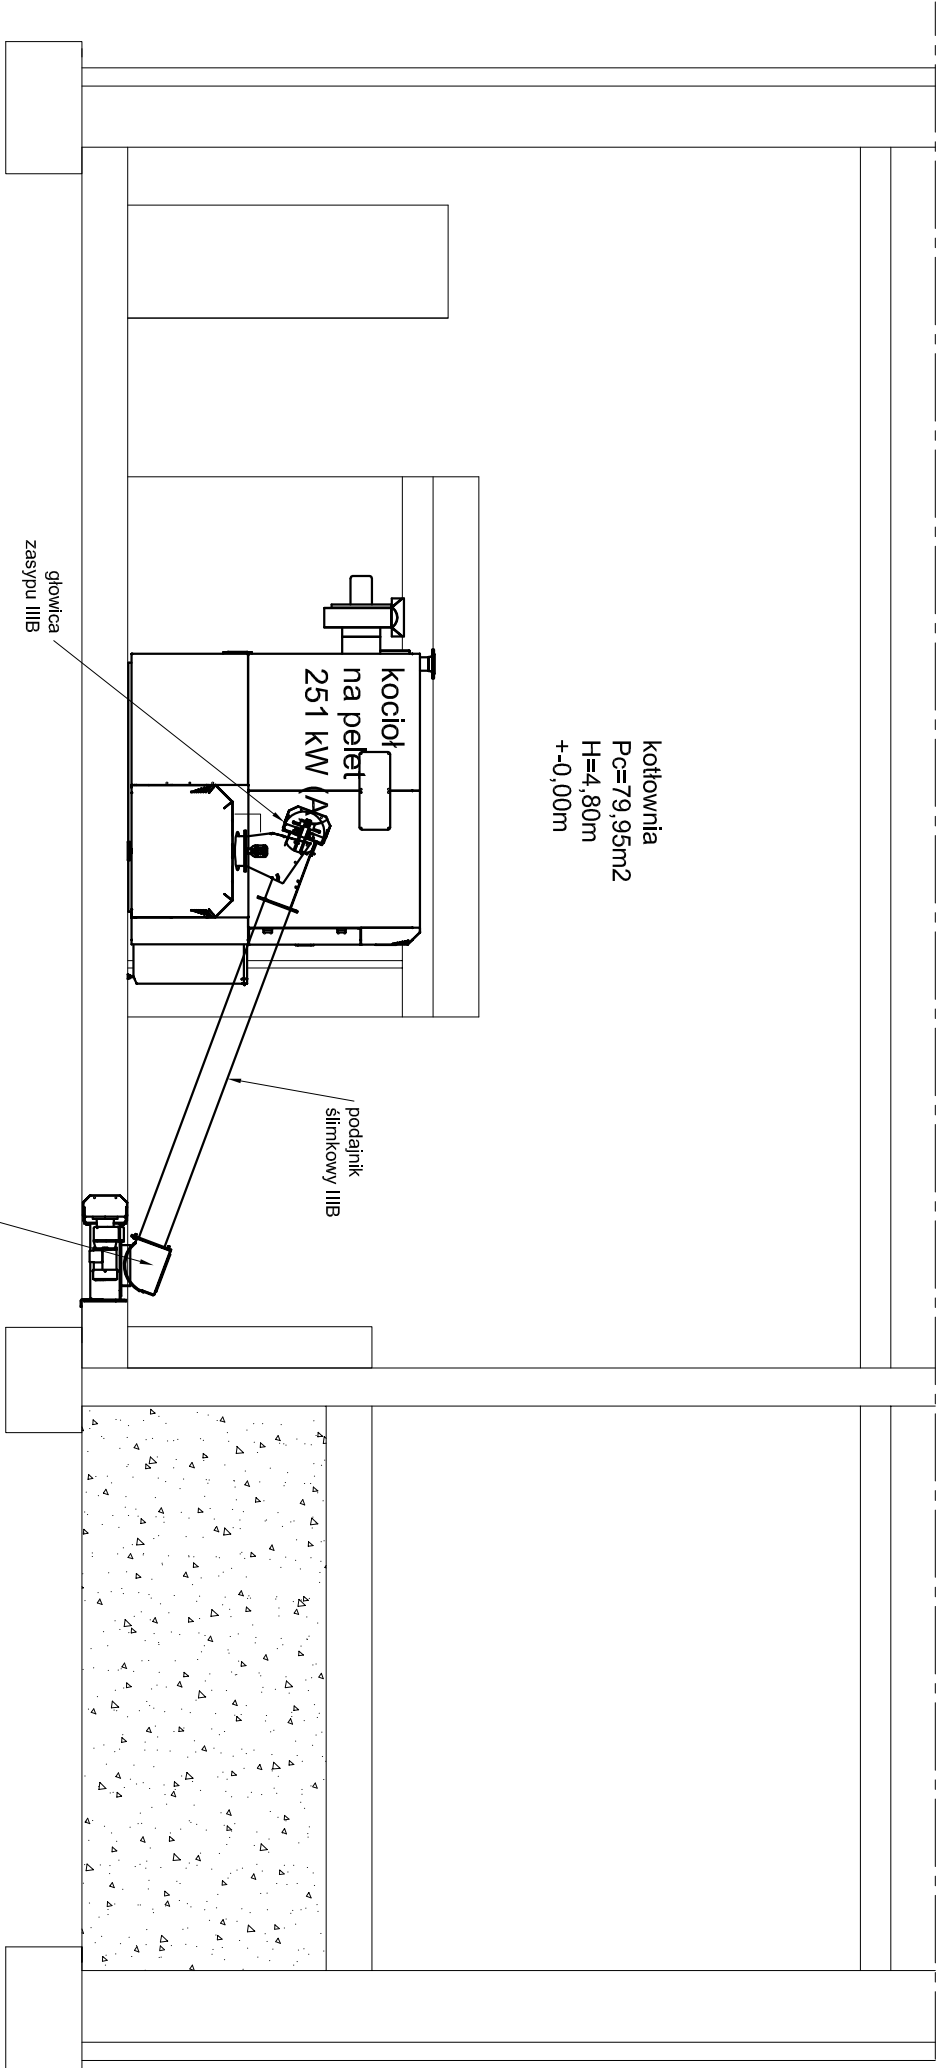 kotłownia
Pc=79,95m2
H=4,80m
+-0,00m
kocioł
na pelet
251 kW (A
podajnik
ślimkowy IIIB
głowica
zasypu IIIB